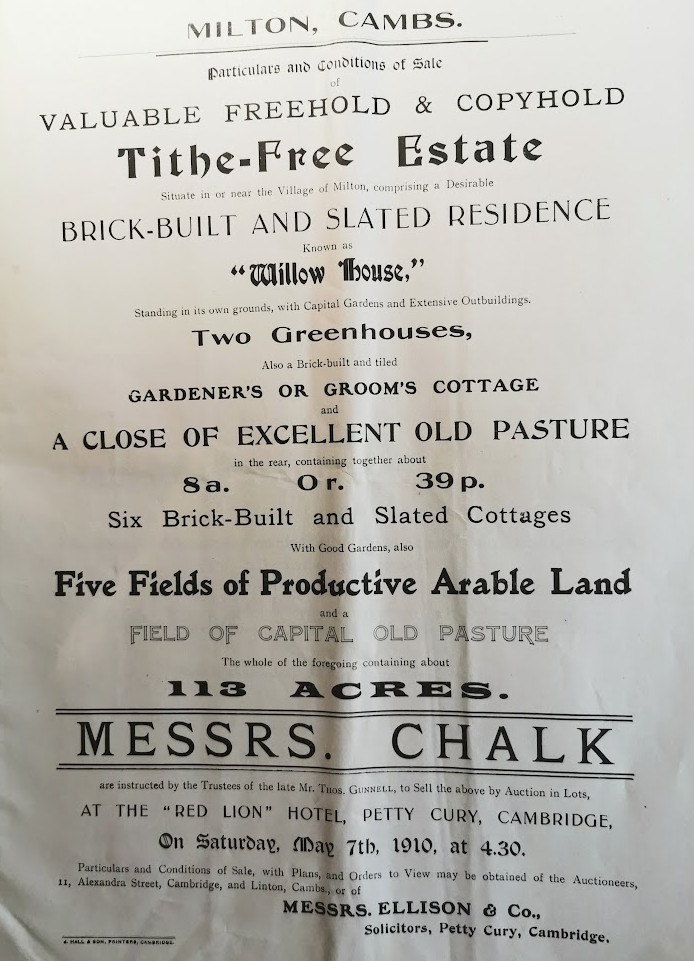 MILTON, CAMBS.
Particulars and Conditions of Sale
of
VALUABLE FREEHOLD & COPYHOLD
Tithe-Free Estate
Situate in or near the Village of Milton, comprising a Desirable
BRICK-BUILT AND SLATED RESIDENCE
Known as
"Willow House,"
Standing in its own grounds, with Capital Gardens and Extensive Outbuildings.
Two Greenhouses,
Also a Brick-built and tiled
GARDENER'S OR GROOM'S COTTAGE
and
A CLOSE OF EXCELLENT OLD PASTURE
in the rear, containing together about
8a. 0r. 39p.
Six Brick-Built and Slated Cottages
With Good Gardens, also
Five Fields of Productive Arable Land
and a
FIELD OF CAPITAL OLD PASTURE
The whole of the foregoing containing about
113 ACRES.
MESSRS. CHALK
are instructed by the Trustees of the late Mr. Thos. Gunnell, to Sell the above by Auction in Lots,
AT THE "RED LION" HOTEL, PETTY CURY, CAMBRIDGE,
On Saturday, May 7th, 1910, at 4.30.
Particulars and Conditions of Sale, with Plans, and Orders to View may be obtained of the Auctioneers,
11, Alexandra Street, Cambridge, and Linton, Cambs., or of
MESSRS. ELLISON & Co.,
Solicitors, Petty Cury, Cambridge.
J. HALL & SON, PRINTERS, CAMBRIDGE.